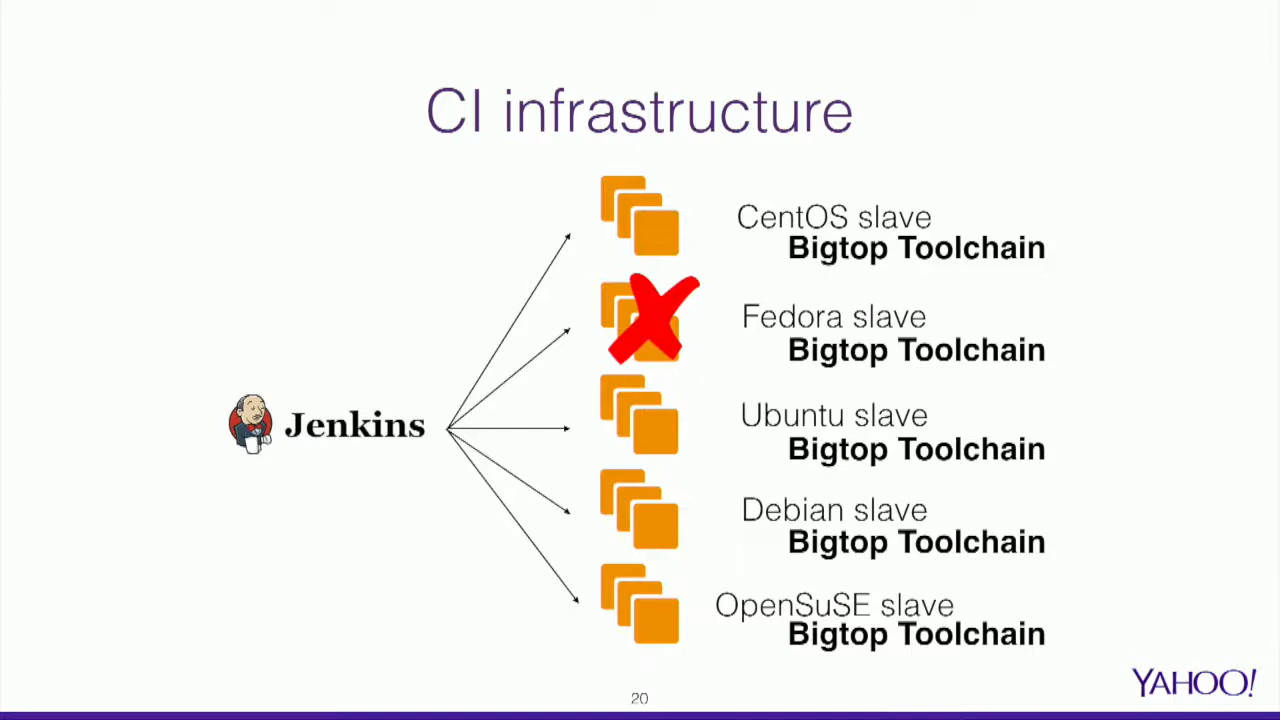 CI infrastructure
CentOS slave
Bigtop Toolchain
Fedora slave
Bigtop Toolchain
Jenkins
Ubuntu slave
Bigtop Toolchain
Debian slave
Bigtop Toolchain
OpenSuSE slave
Bigtop Toolchain
20
YAHOO!